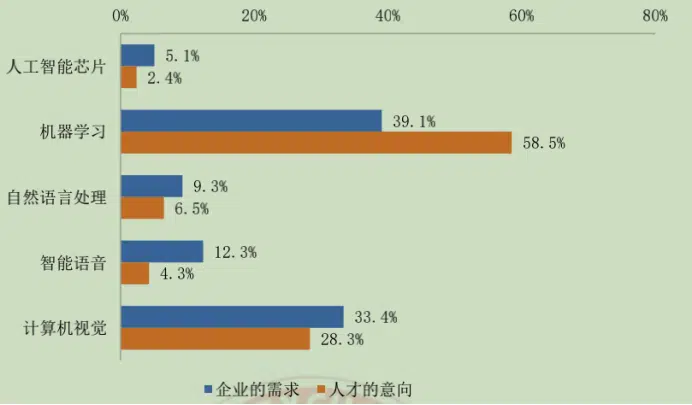 0% 20% 40% 60% 80%
人工智能芯片 5.1%
2.4%
机器学习 39.1%
58.5%
自然语言处理 9.3%
6.5%
智能语音 12.3%
4.3%
计算机视觉 33.4%
28.3%
企业的需求 人才的意向